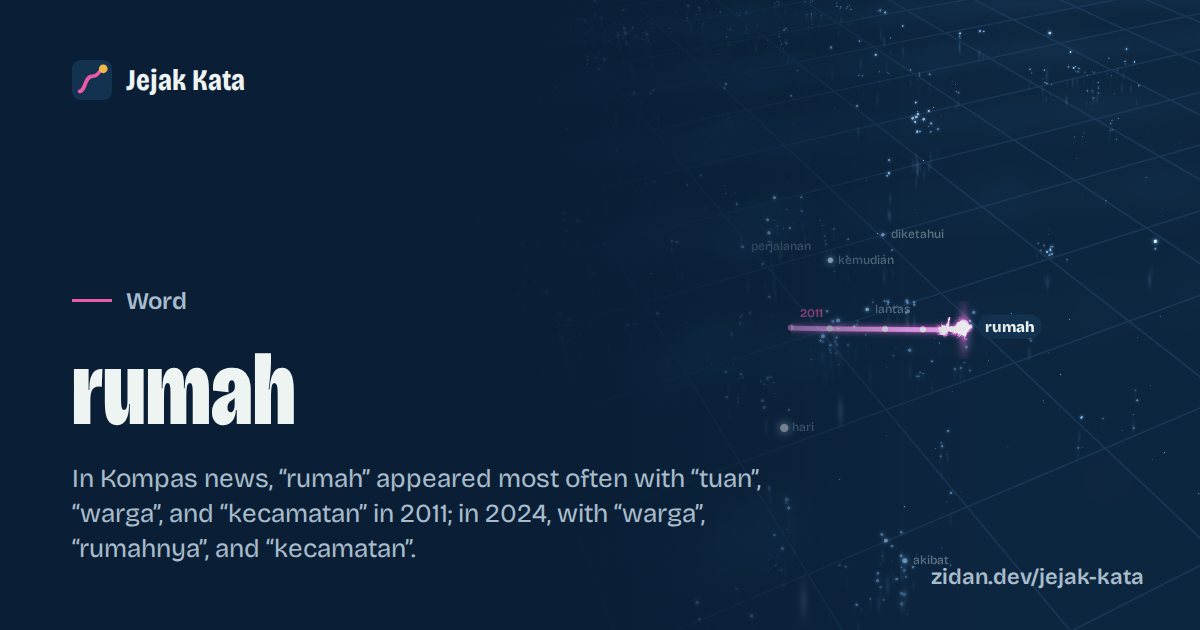 Jejak Kata
Word
rumah
In Kompas news, “rumah” appeared most often with “tuan”,
“warga”, and “kecamatan” in 2011; in 2024, with “warga”,
“rumahnya”, and “kecamatan”.
diketahui
perjalanan
kemudian
lantas
2011
rumah
hari
akibat
zidan.dev/jejak-kata